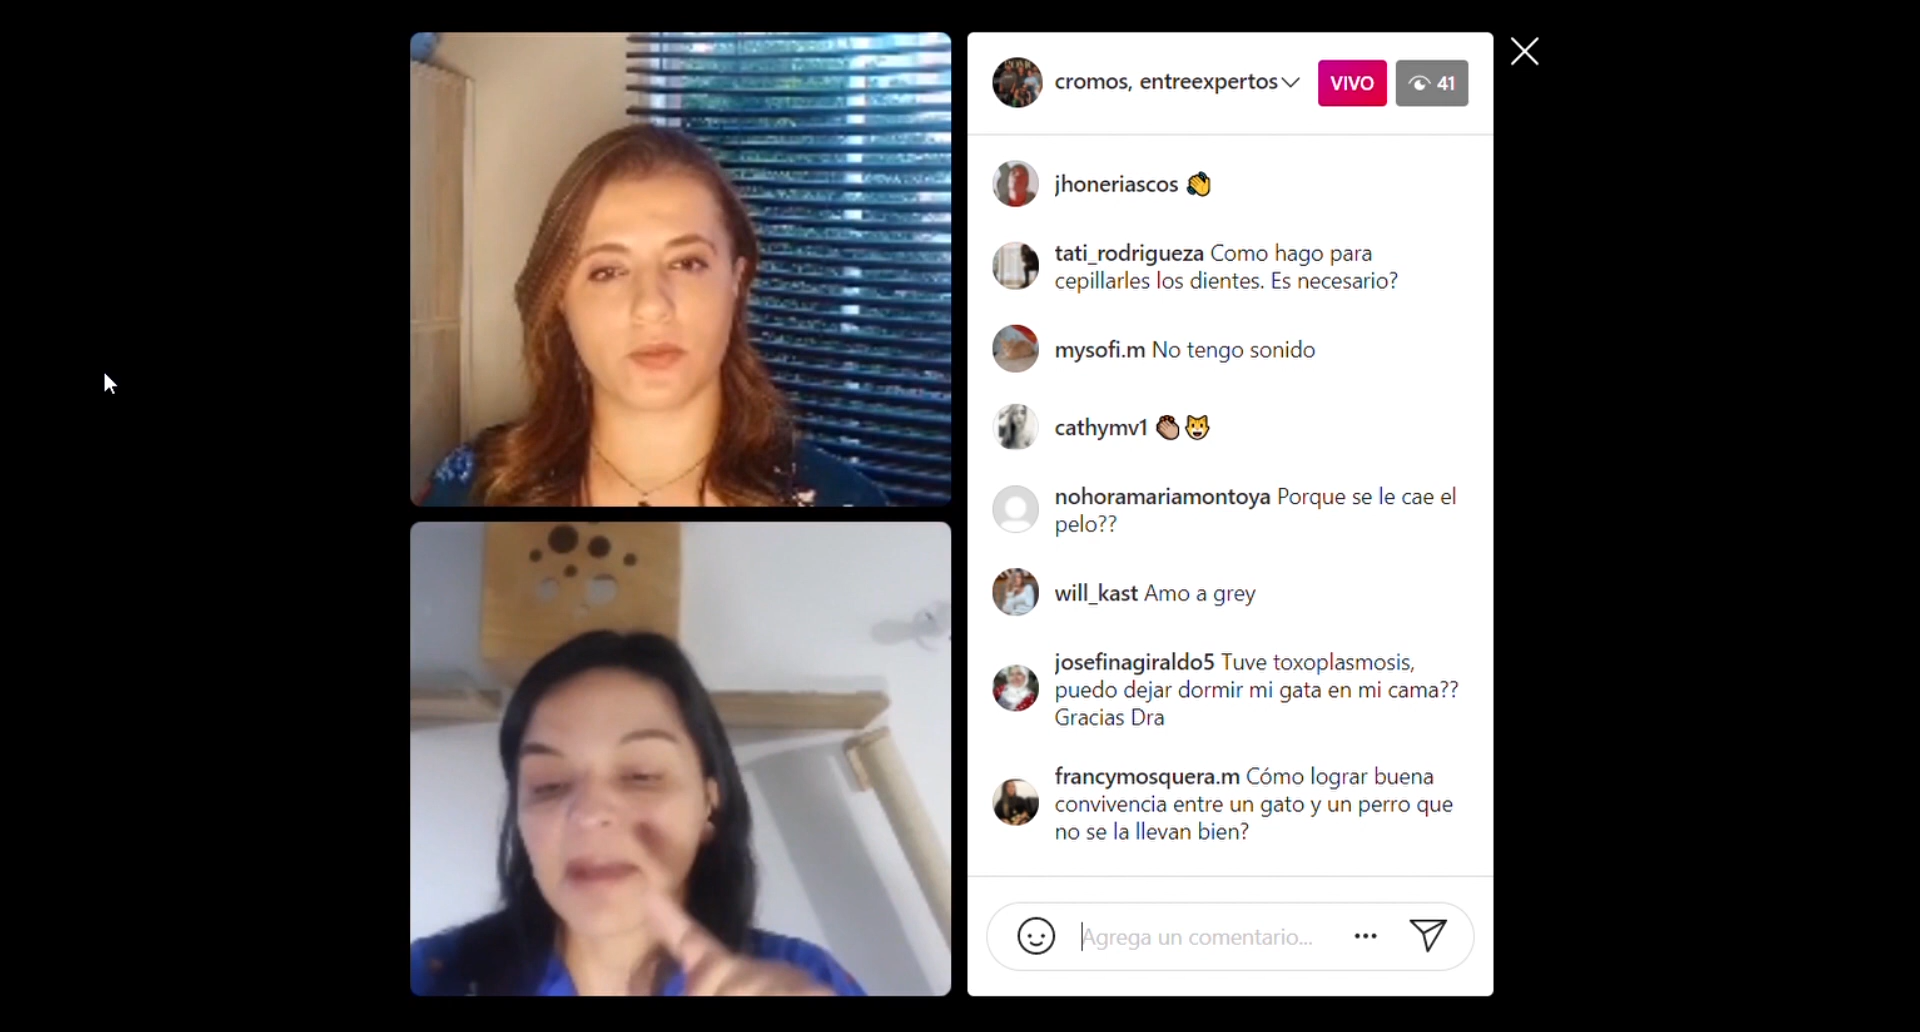 cromos, entreexpertos
VIVO
41
jhoneriascos 👏
tati_rodrigueza Como hago para
cepillarles los dientes. Es necesario?
mysofi.m No tengo sonido
cathymv1 👏🏼😺
nohoramariamontoya Porque se le cae el
pelo??
will_kast Amo a grey
josefinagiraldo5 Tuve toxoplasmosis,
puedo dejar dormir mi gata en mi cama??
Gracias Dra
francymosquera.m Cómo lograr buena
convivencia entre un gato y un perro que
no se la llevan bien?
Agrega un comentario...